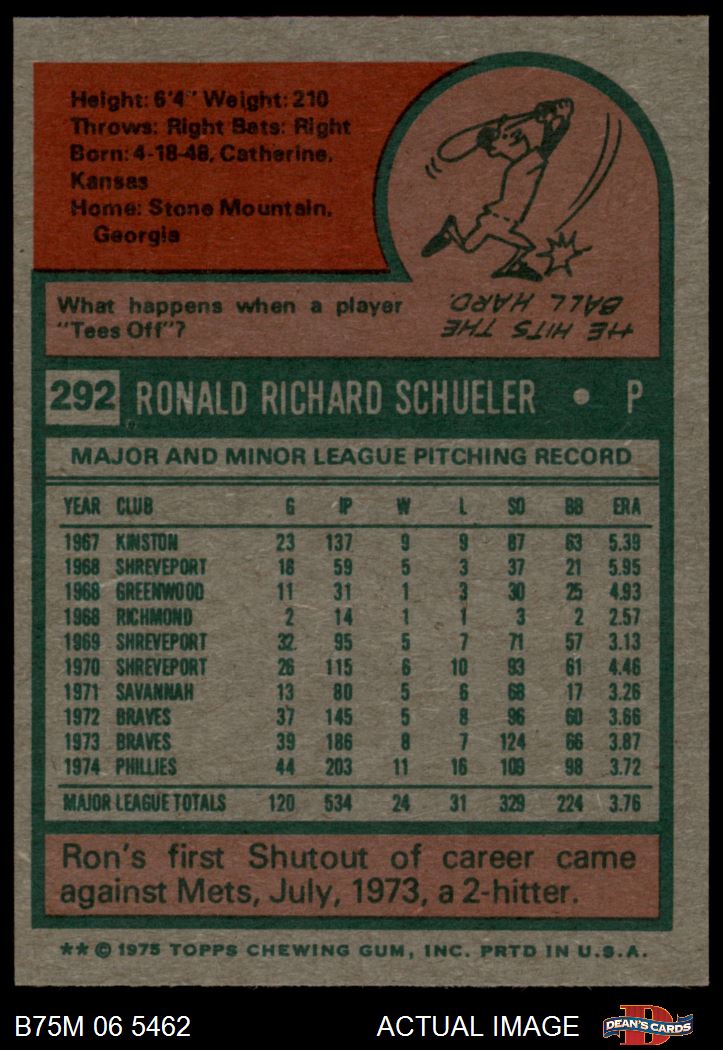 Height: 6'4" Weight: 210
Throws: Right Bats: Right
Born: 4-18-48, Catherine,
Kansas
Home: Stone Mountain,
Georgia
What happens when a player
"Tees Off"?
HE HITS THE
BALL HARD.
292 RONALD RICHARD SCHUELER • P
MAJOR AND MINOR LEAGUE PITCHING RECORD
YEAR CLUB G IP W L SO BB ERA
1967 KINSTON 23 137 9 9 87 63 5.39
1968 SHREVEPORT 18 59 5 3 37 21 5.95
1968 GREENWOOD 11 31 1 3 30 25 4.93
1968 RICHMOND 2 14 1 1 3 2 2.57
1969 SHREVEPORT 32 95 5 7 71 57 3.13
1970 SHREVEPORT 26 115 6 10 93 61 4.46
1971 SAVANNAH 13 80 5 6 68 17 3.26
1972 BRAVES 37 145 5 8 96 60 3.66
1973 BRAVES 39 186 8 7 124 66 3.87
1974 PHILLIES 44 203 11 16 109 98 3.72
MAJOR LEAGUE TOTALS 120 534 24 31 329 224 3.76
Ron's first Shutout of career came
against Mets, July, 1973, a 2-hitter.
** © 1975 TOPPS CHEWING GUM, INC. PRTD IN U.S.A.
B75M 06 5462 ACTUAL IMAGE D DEAN'S CARDS